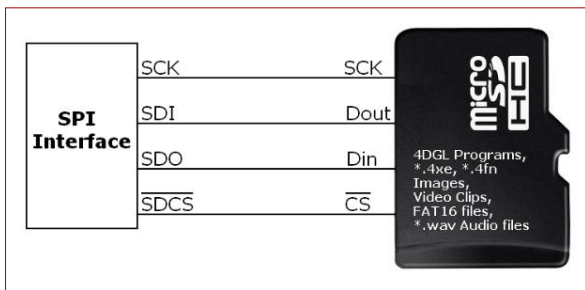 SPI
Interface
SCK SCK
SDI Dout
SDO Din
SDCS CS
micro
SD
HC
4DGL Programs,
*.4xe, *.4fn
Images,
Video Clips,
FAT16 files,
*.wav Audio files